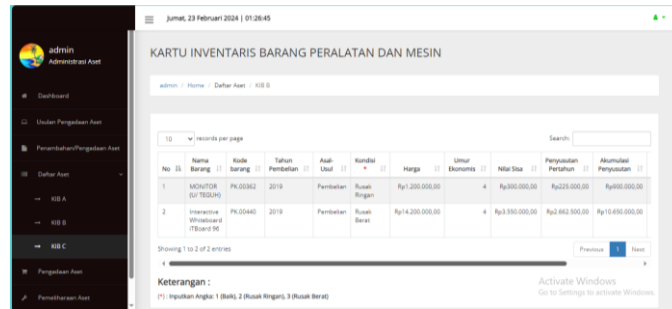 Jumat, 23 Februari 2024 | 01:26:45
admin
Administrasi Aset
Dashboard
Usulan Pengadaan Aset
Penambahan/Pengadaan Aset
Daftar Aset
KIB A
KIB B
KIB C
Pengadaan Aset
Pemeliharaan Aset
KARTU INVENTARIS BARANG PERALATAN DAN MESIN
admin / Home / Daftar Aset / KIB B
10 records per page Search:
No Nama Barang Kode barang Tahun Pembelian Asal-Usul Kondisi * Harga Umur Ekonomis Nilai Sisa Penyusutan Pertahun Akumulasi Penyusutan
1 MONITOR (U/ TEGUH) PK.00362 2019 Pembelian Rusak Ringan Rp1.200.000,00 4 Rp300.000,00 Rp225.000,00 Rp900.000,00
2 Interactive Whiteboard ITBoard 96 PK.00440 2019 Pembelian Rusak Berat Rp14.200.000,00 4 Rp3.550.000,00 Rp2.662.500,00 Rp10.650.000,00
Showing 1 to 2 of 2 entries
Previous 1 Next
Keterangan :
(*) : Inputkan Angka: 1 (Baik), 2 (Rusak Ringan), 3 (Rusak Berat)
Activate Windows
Go to Settings to activate Windows.